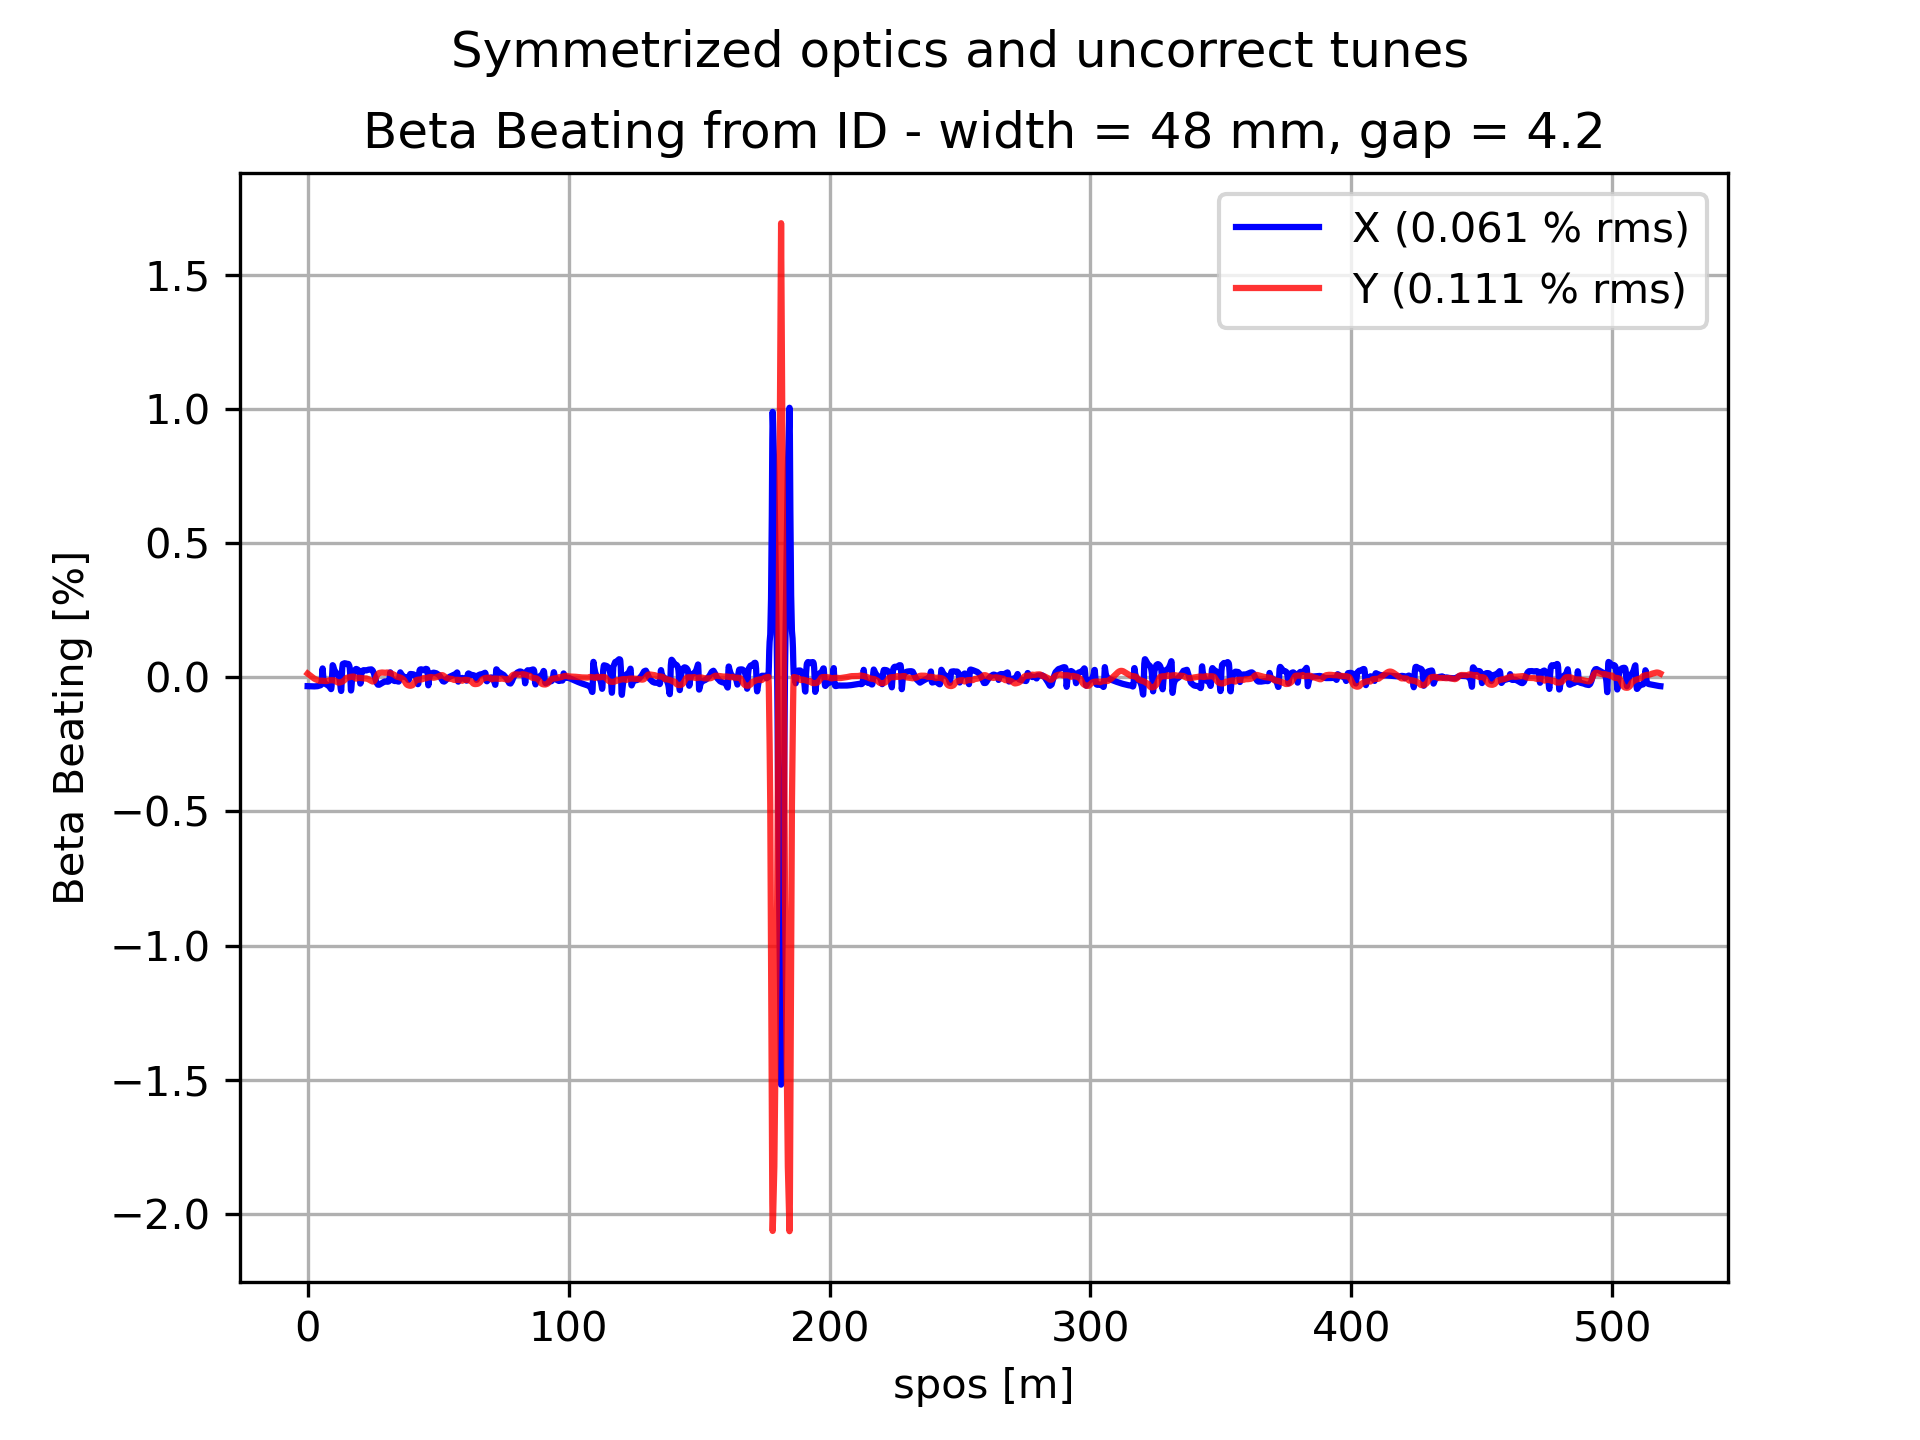 Symmetrized optics and uncorrect tunes
Beta Beating from ID - width = 48 mm, gap = 4.2
X (0.061 % rms)
Y (0.111 % rms)
Beta Beating [%]
1.5
1.0
0.5
0.0
−0.5
−1.0
−1.5
−2.0
0 100 200 300 400 500
spos [m]